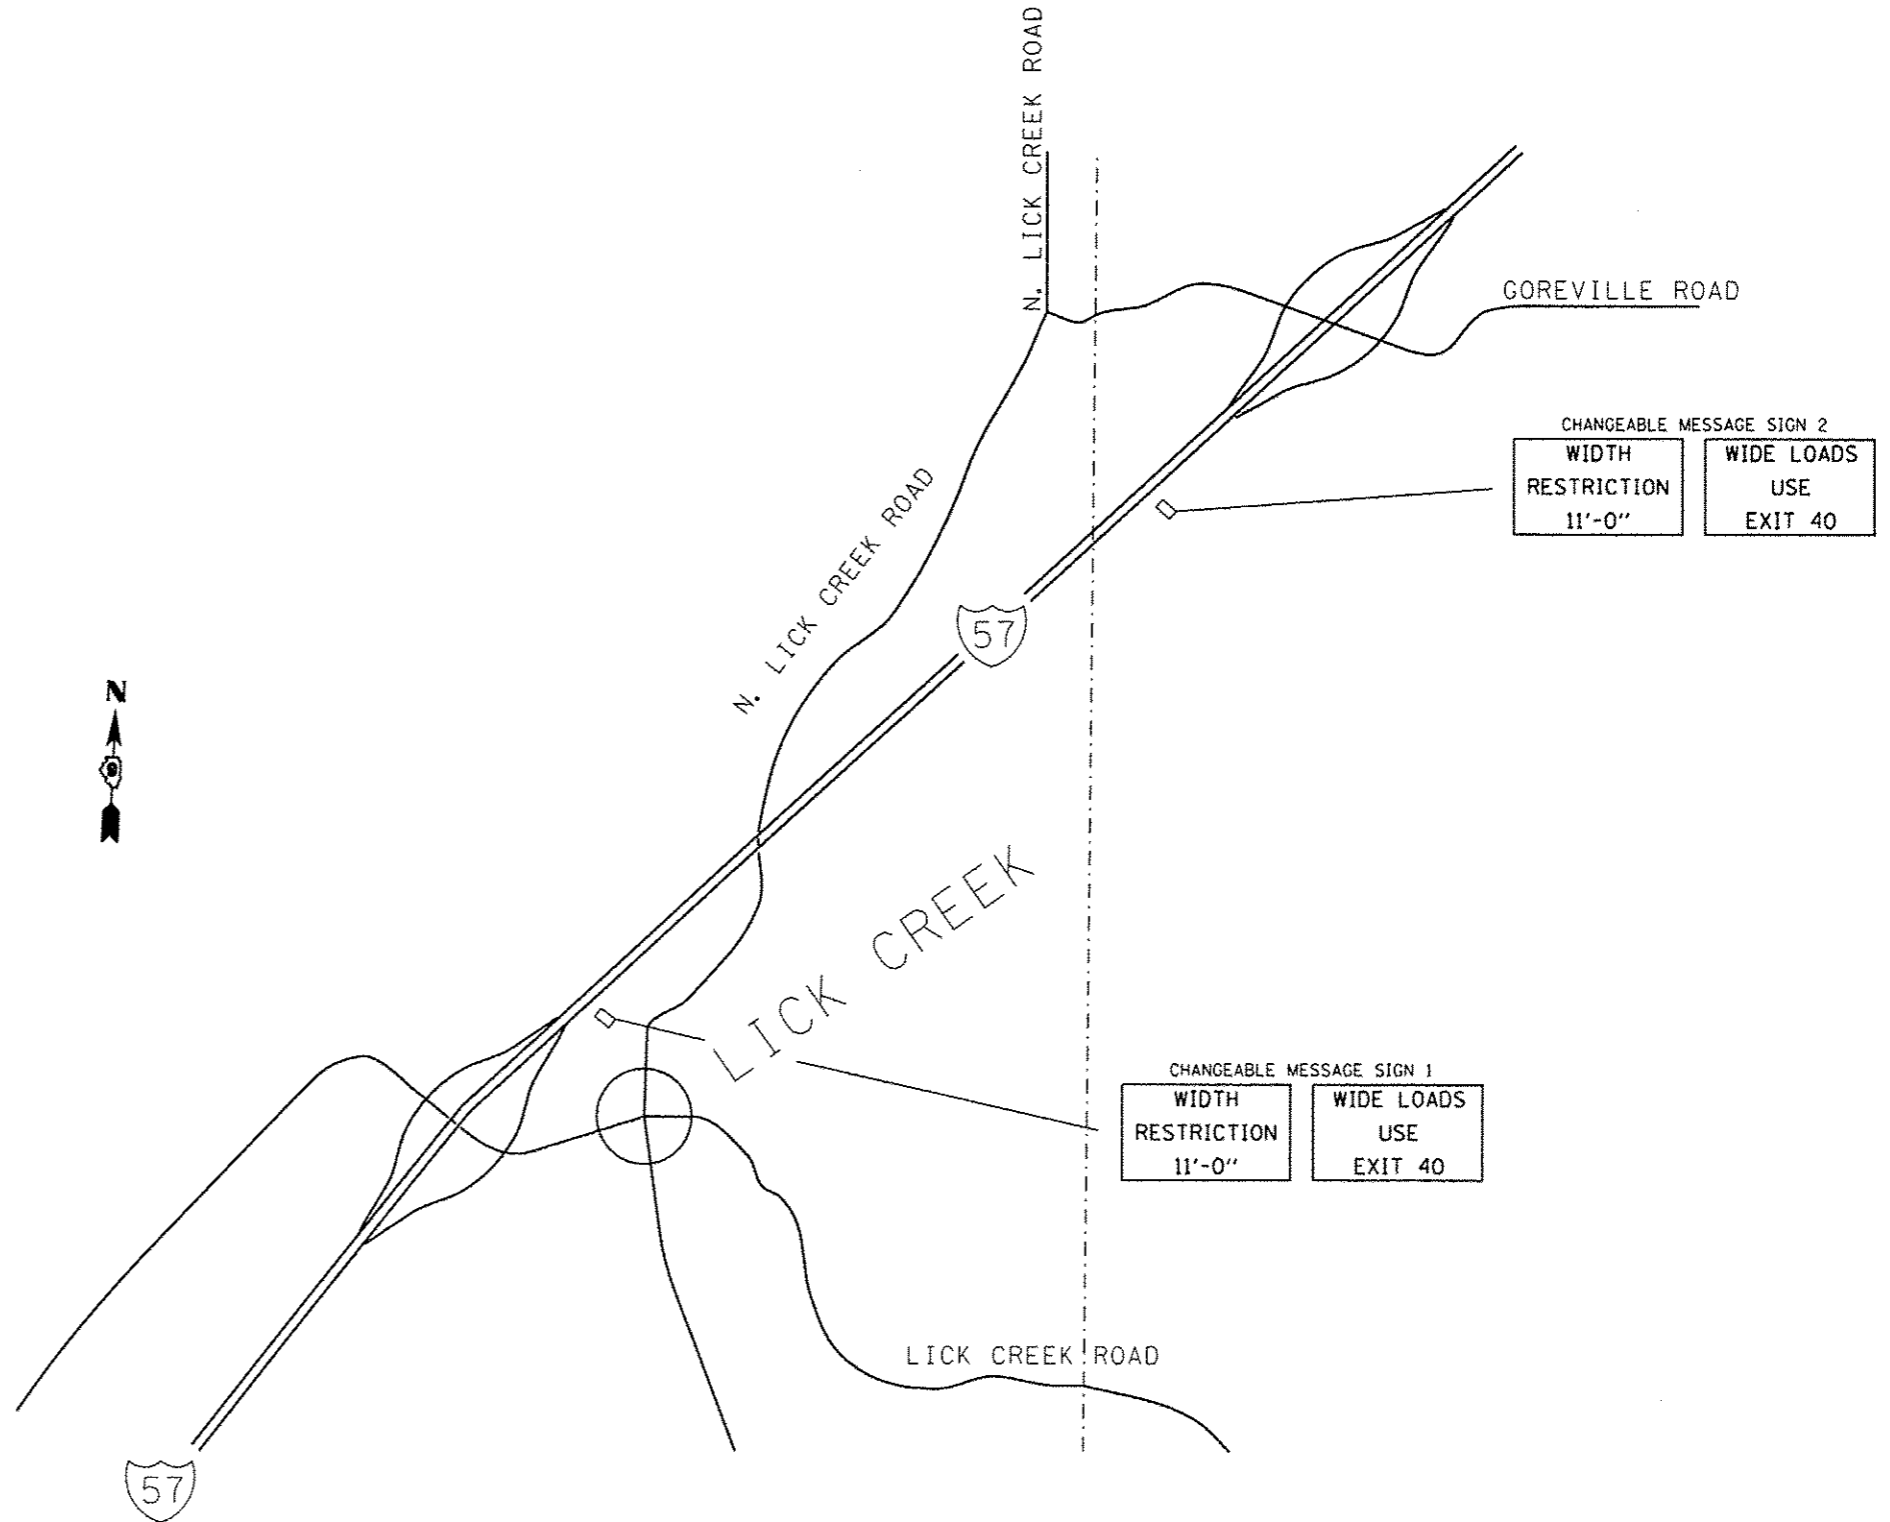 N. LICK CREEK ROAD
GOREVILLE ROAD
CHANGEABLE MESSAGE SIGN 2
WIDTH
RESTRICTION
11'-0"
WIDE LOADS
USE
EXIT 40
N. LICK CREEK ROAD
57
N
LICK CREEK
CHANGEABLE MESSAGE SIGN 1
WIDTH
RESTRICTION
11'-0"
WIDE LOADS
USE
EXIT 40
LICK CREEK ROAD
57